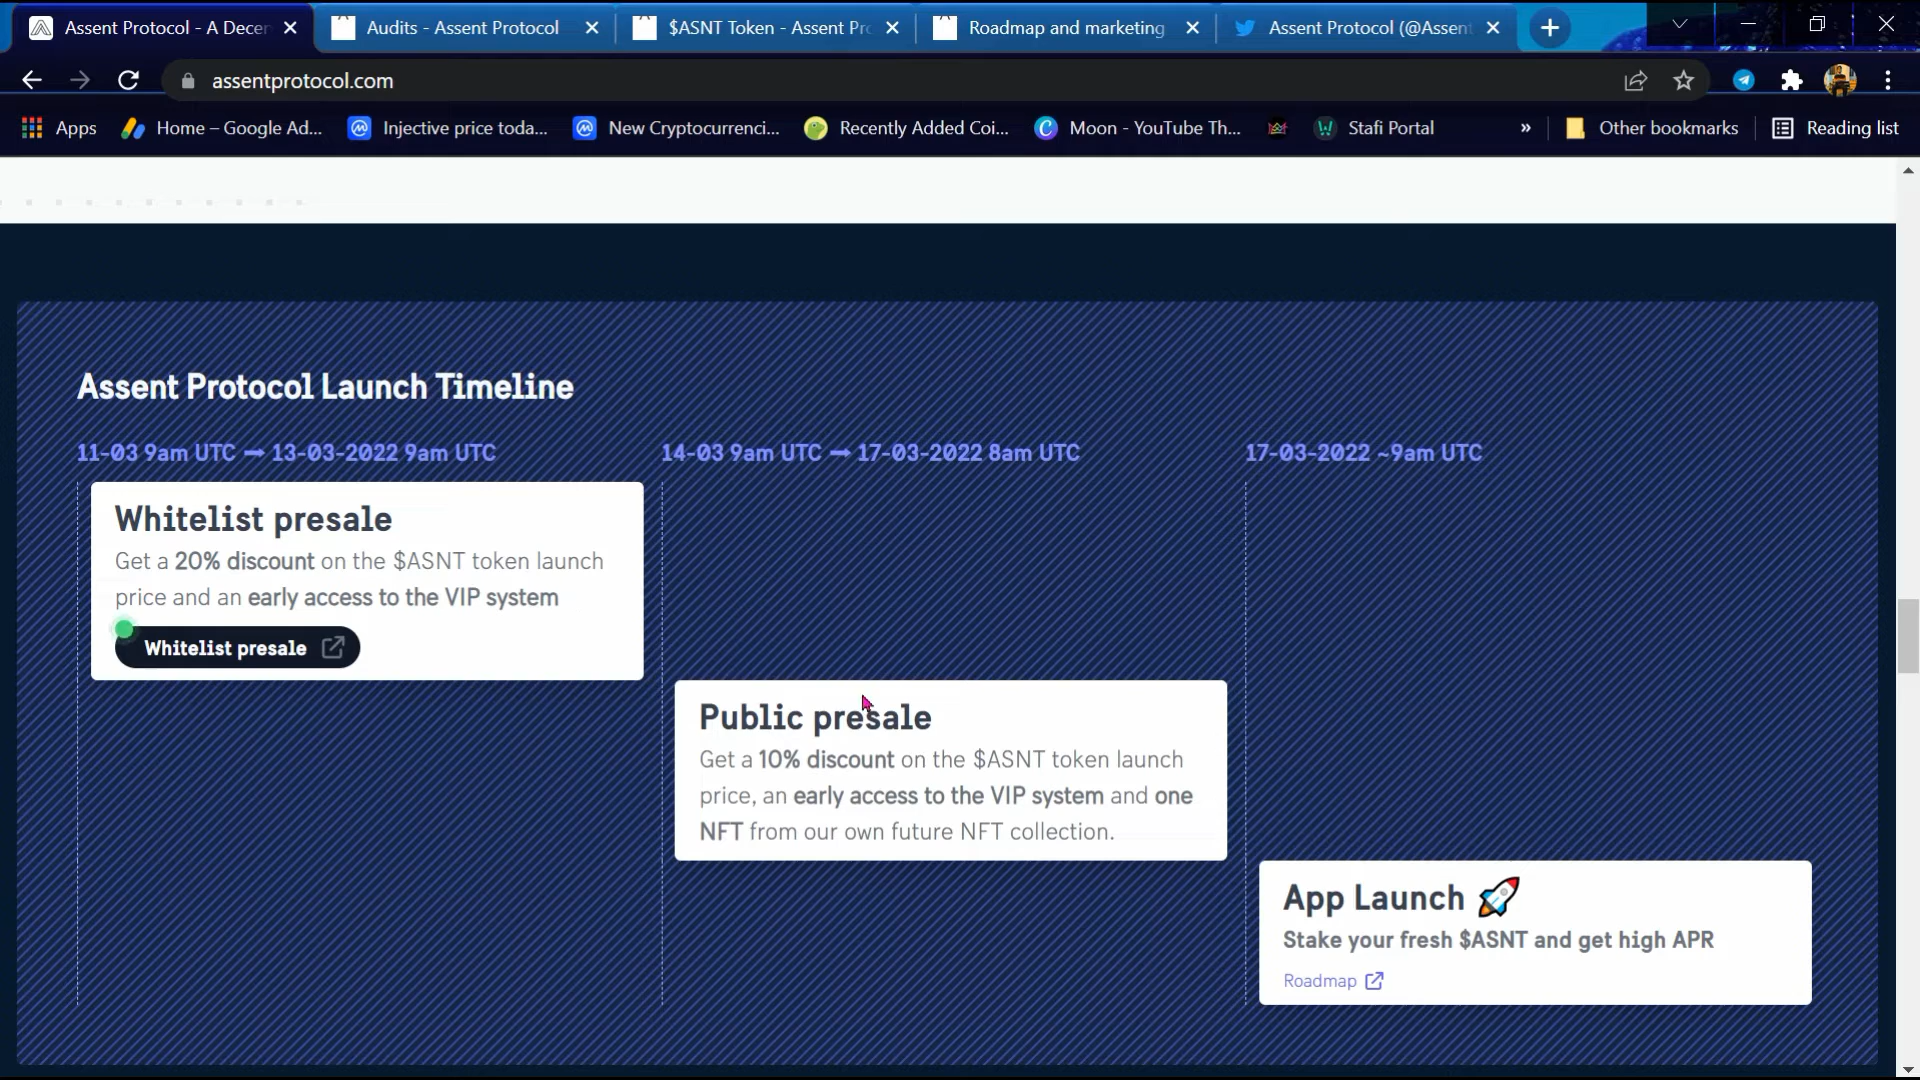 Assent Protocol - A Decen
Audits - Assent Protocol
$ASNT Token - Assent Pro
Roadmap and marketing
Assent Protocol (@Assent
assentprotocol.com
Apps
Home – Google Ad...
Injective price toda...
New Cryptocurrenci...
Recently Added Coi...
Moon - YouTube Th...
Stafi Portal
»
Other bookmarks
Reading list
Assent Protocol Launch Timeline
11-03 9am UTC → 13-03-2022 9am UTC
Whitelist presale
Get a 20% discount on the $ASNT token launch
price and an early access to the VIP system
Whitelist presale
14-03 9am UTC → 17-03-2022 8am UTC
Public presale
Get a 10% discount on the $ASNT token launch
price, an early access to the VIP system and one
NFT from our own future NFT collection.
17-03-2022 ~9am UTC
App Launch 🚀
Stake your fresh $ASNT and get high APR
Roadmap